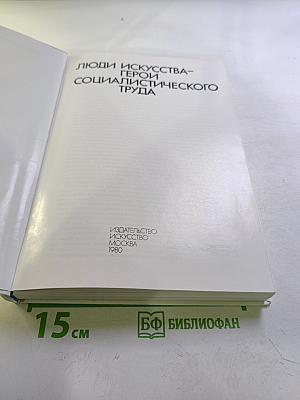 ЛЮДИ ИСКУССТВА—
ГЕРОИ
СОЦИАЛИСТИЧЕСКОГО
ТРУДА
ИЗДАТЕЛЬСТВО
ИСКУССТВО
МОСКВА
1980
15 см
БФ БИБЛИОФАН